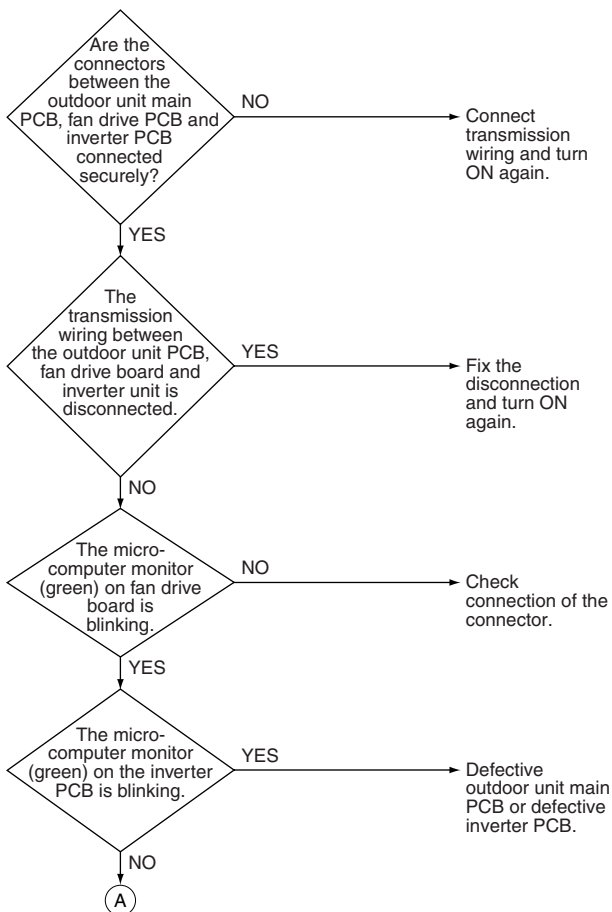 Are the
connectors
between the
outdoor unit main
PCB, fan drive PCB and
inverter PCB
connected
securely?
NO
Connect
transmission
wiring and turn
ON again.
YES
The
transmission
wiring between
the outdoor unit PCB,
fan drive board and
inverter unit is
disconnected.
YES
Fix the
disconnection
and turn ON
again.
NO
The micro-
computer monitor
(green) on fan drive
board is
blinking.
NO
Check
connection of the
connector.
YES
The micro-
computer monitor
(green) on the inverter
PCB is blinking.
YES
Defective
outdoor unit main
PCB or defective
inverter PCB.
NO
A